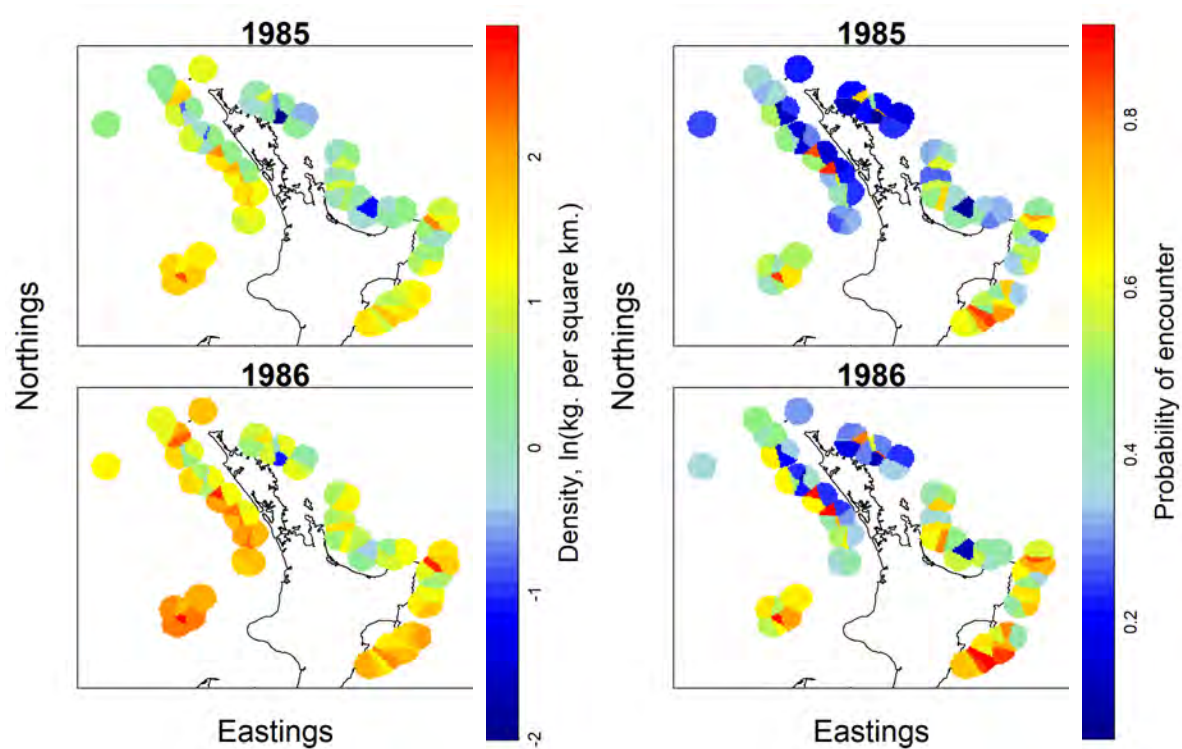 1985
1985
1986
1986
Northings
Northings
Eastings
Eastings
2
1
0
-1
-2
Density, ln(kg. per square km.)
0.8
0.6
0.4
0.2
Probability of encounter